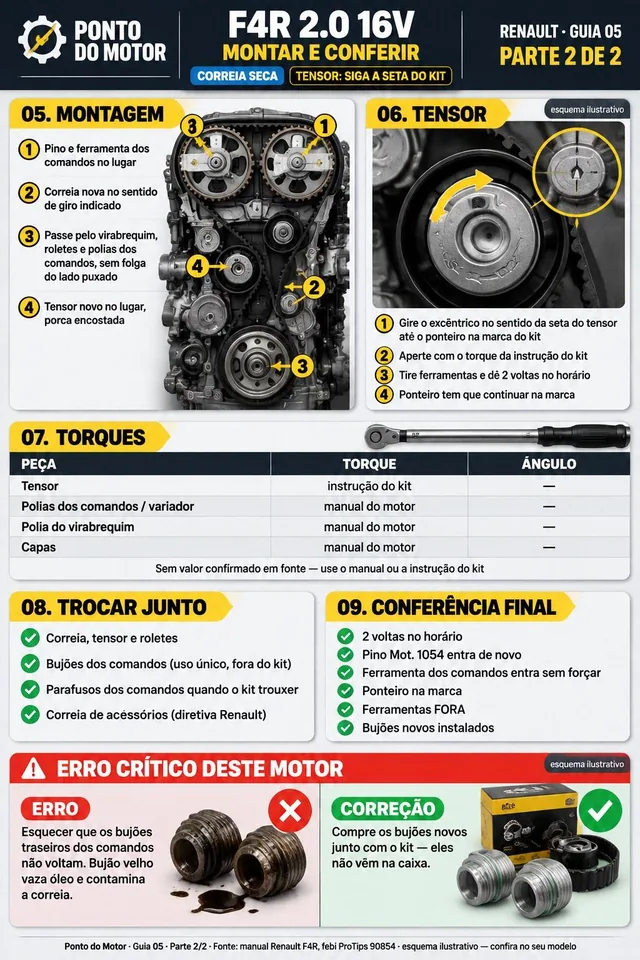 PONTO
DO MOTOR
F4R 2.0 16V
MONTAR E CONFERIR
CORREIA SECA
TENSOR: SIGA A SETA DO KIT
RENAULT · GUIA 05
PARTE 2 DE 2
05. MONTAGEM
1 Pino e ferramenta dos
comandos no lugar
2 Correia nova no sentido
de giro indicado
3 Passe pelo virabrequim,
roletes e polias dos
comandos, sem folga
do lado puxado
4 Tensor novo no lugar,
porca encostada
3
1
4
2
3
06. TENSOR
esquema ilustrativo
1 Gire o excêntrico no sentido da seta do tensor
até o ponteiro na marca do kit
2 Aperte com o torque da instrução do kit
3 Tire ferramentas e dê 2 voltas no horário
4 Ponteiro tem que continuar na marca
07. TORQUES
PEÇA TORQUE ÁNGULO
Tensor instrução do kit —
Polias dos comandos / variador manual do motor —
Polia do virabrequim manual do motor —
Capas manual do motor —
Sem valor confirmado em fonte — use o manual ou a instrução do kit
08. TROCAR JUNTO
Correia, tensor e roletes
Bujões dos comandos (uso único, fora do kit)
Parafusos dos comandos quando o kit trouxer
Correia de acéssórios (diretiva Renault)
09. CONFERÊNCIA FINAL
2 voltas no horário
Pino Mot. 1054 entra de novo
Ferramenta dos comandos entra sem forçar
Ponteiro na marca
Ferramentas FORA
Bujões novos instalados
ERRO CRÍTICO DESTE MOTOR
esquema ilustrativo
ERRO
Esquecer que os bujões
traseiros dos comandos
não voltam. Bujão velho
vaza óleo e contamina
a correia.
CORREÇÃO
Compre os bujões novos
junto com o kit — eles
não vêm na caixa.
Ponto do Motor · Guia 05 · Parte 2/2 · Fonte: manual Renault F4R, febi ProTips 90854 · esquema ilustrativo — confira no seu modelo